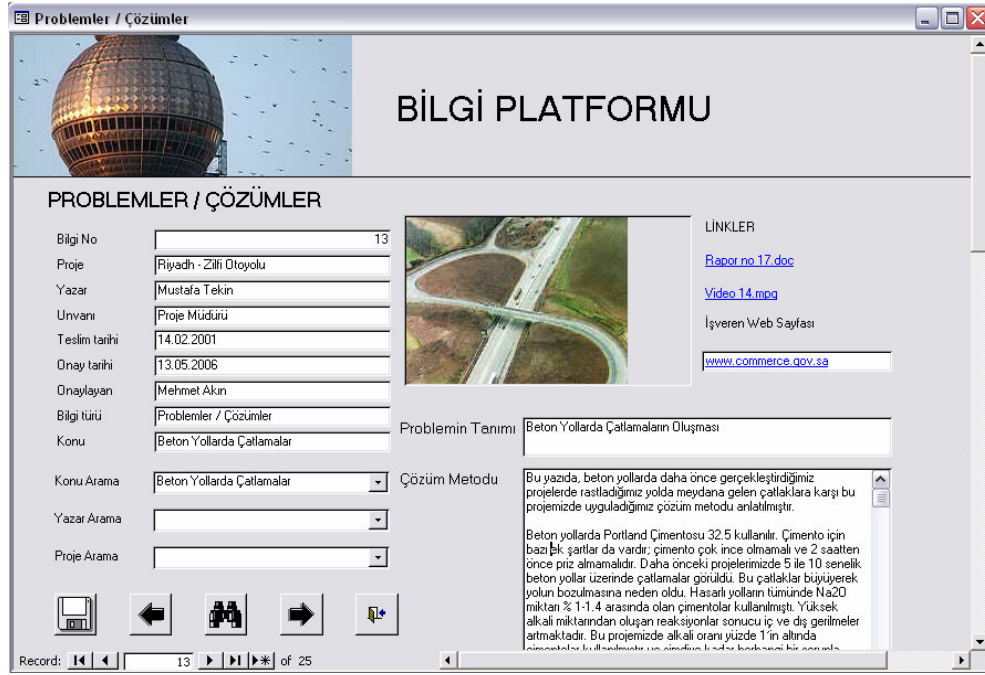 Problemler / Çözümler
BİLGİ PLATFORMU
PROBLEMLER / ÇÖZÜMLER
Bilgi No 13
Proje Riyadh - Zilfi Otoyolu
Yazar Mustafa Tekin
Unvanı Proje Müdürü
Teslim tarihi 14.02.2001
Onay tarihi 13.05.2006
Onaylayan Mehmet Akın
Bilgi türü Problemler / Çözümler
Konu Beton Yollarda Çatlamalar
Konu Arama Beton Yollarda Çatlamalar
Yazar Arama
Proje Arama
LİNKLER
Rapor no 17.doc
Video 14.mpg
İşveren Web Sayfası
www.commerce.gov.sa
Problemin Tanımı Beton Yollarda Çatlamaların Oluşması
Çözüm Metodu
Bu yazıda, beton yollarda daha önce gerçekleştirdiğimiz
projelerde rastladığımız yolda meydana gelen çatlaklara karşı bu
projemizde uyguladığımız çözüm metodu anlatılmıştır.
Beton yollarda Portland Çimentosu 32.5 kullanılır. Çimento için
bazı ek şartlar da vardır; çimento çok ince olmamalı ve 2 saatten
önce priz almamalıdır. Daha önceki projelerimizde 5 ile 10 senelik
beton yollar üzerinde çatlamalar görüldü. Bu çatlaklar büyüyerek
yolun bozulmasına neden oldu. Hasarlı yolların tümünde Na2O
miktarı % 1-1.4 arasında olan çimentolar kullanılmıştı. Yüksek
alkali miktarından oluşan reaksiyonlar sonucu iç ve dış gerilmeler
artmaktadır. Bu projemizde alkali oranı yüzde 1´in altında
Record: 13 of 25